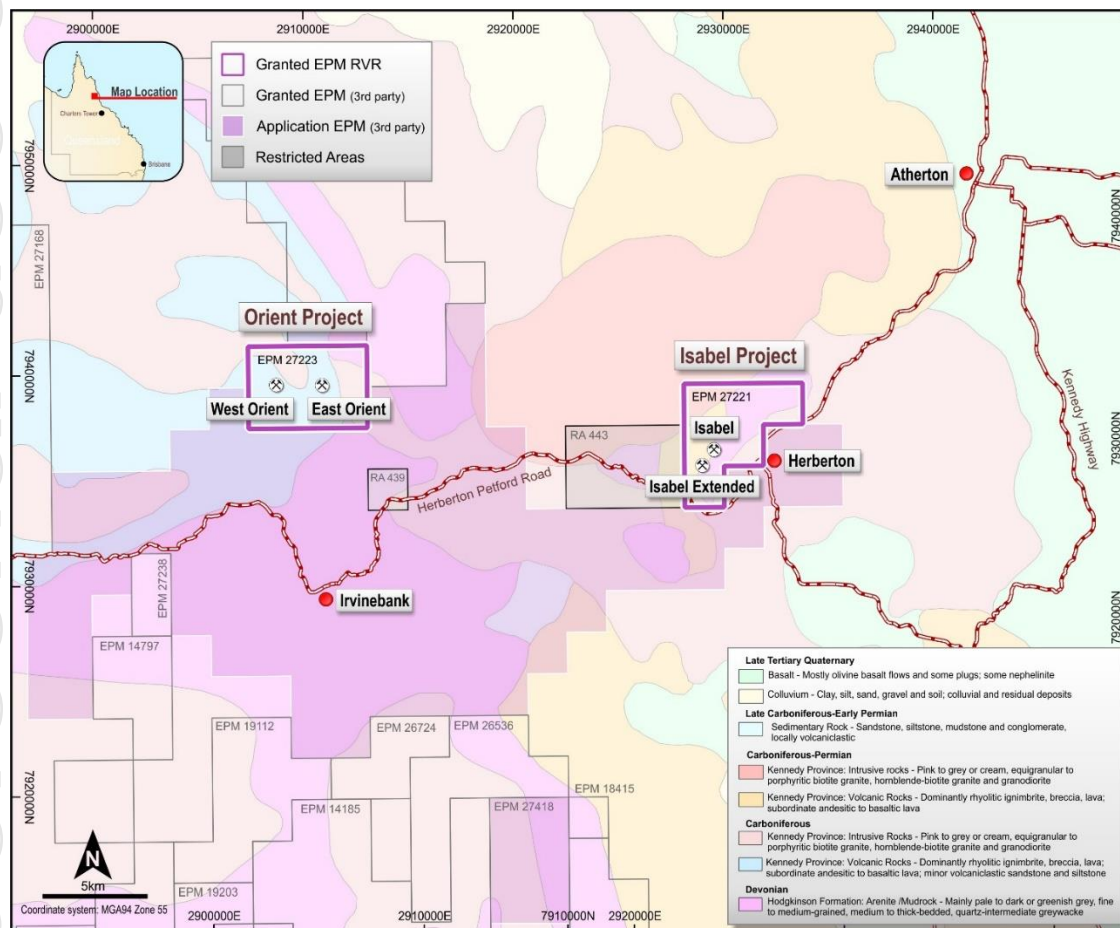 2900000E
2910000E
2920000E
2930000E
2940000E
Map Location
Charters Tower
Brisbane
Granted EPM RVR
Granted EPM (3rd party)
Application EPM (3rd party)
Restricted Areas
7950000N
Atherton
7940000N
EPM 27168
Orient Project
EPM 27223
West Orient
East Orient
7940000N
Isabel Project
EPM 27221
Isabel
Isabel Extended
Kennedy Highway
7930000N
RA 443
Herberton
RA 439
Herberton Petford Road
Irvinebank
7930000N
EPM 27238
EPM 14797
7920000N
EPM 19112
EPM 26724
EPM 26536
EPM 18415
EPM 14185
EPM 27418
7920000N
EPM 19203
N
5km
Coordinate system: MGA94 Zone 55
2900000E
2910000E
7910000N
2920000E
Late Tertiary Quaternary
Basalt - Mostly olivine basalt flows and some plugs; some nephelinite
Colluvium - Clay, silt, sand, gravel and soil; colluvial and residual deposits
Late Carboniferous-Early Permian
Sedimentary Rock - Sandstone, siltstone, mudstone and conglomerate,
locally volcaniclastic
Carboniferous-Permian
Kennedy Province: Intrusive rocks - Pink to grey or cream, equigranular to
porphyritic biotite granite, hornblende-biotite granite and granodiorite
Kennedy Province: Volcanic Rocks - Dominantly rhyolitic ignimbrite, breccia, lava;
subordinate andesitic to basaltic lava
Carboniferous
Kennedy Province: Intrusive Rocks - Pink to grey or cream, equigranular to
porphyritic biotite granite, hornblende-biotite granite and granodiorite
Kennedy Province: Volcanic Rocks - Dominantly rhyolitic ignimbrite, breccia, lava;
subordinate andesitic to basaltic lava; minor volcaniclastic sandstone and siltstone
Devonian
Hodgkinson Formation: Arenite /Mudrock - Mainly pale to dark or greenish grey, fine
to medium-grained, medium to thick-bedded, quartz-intermediate greywacke